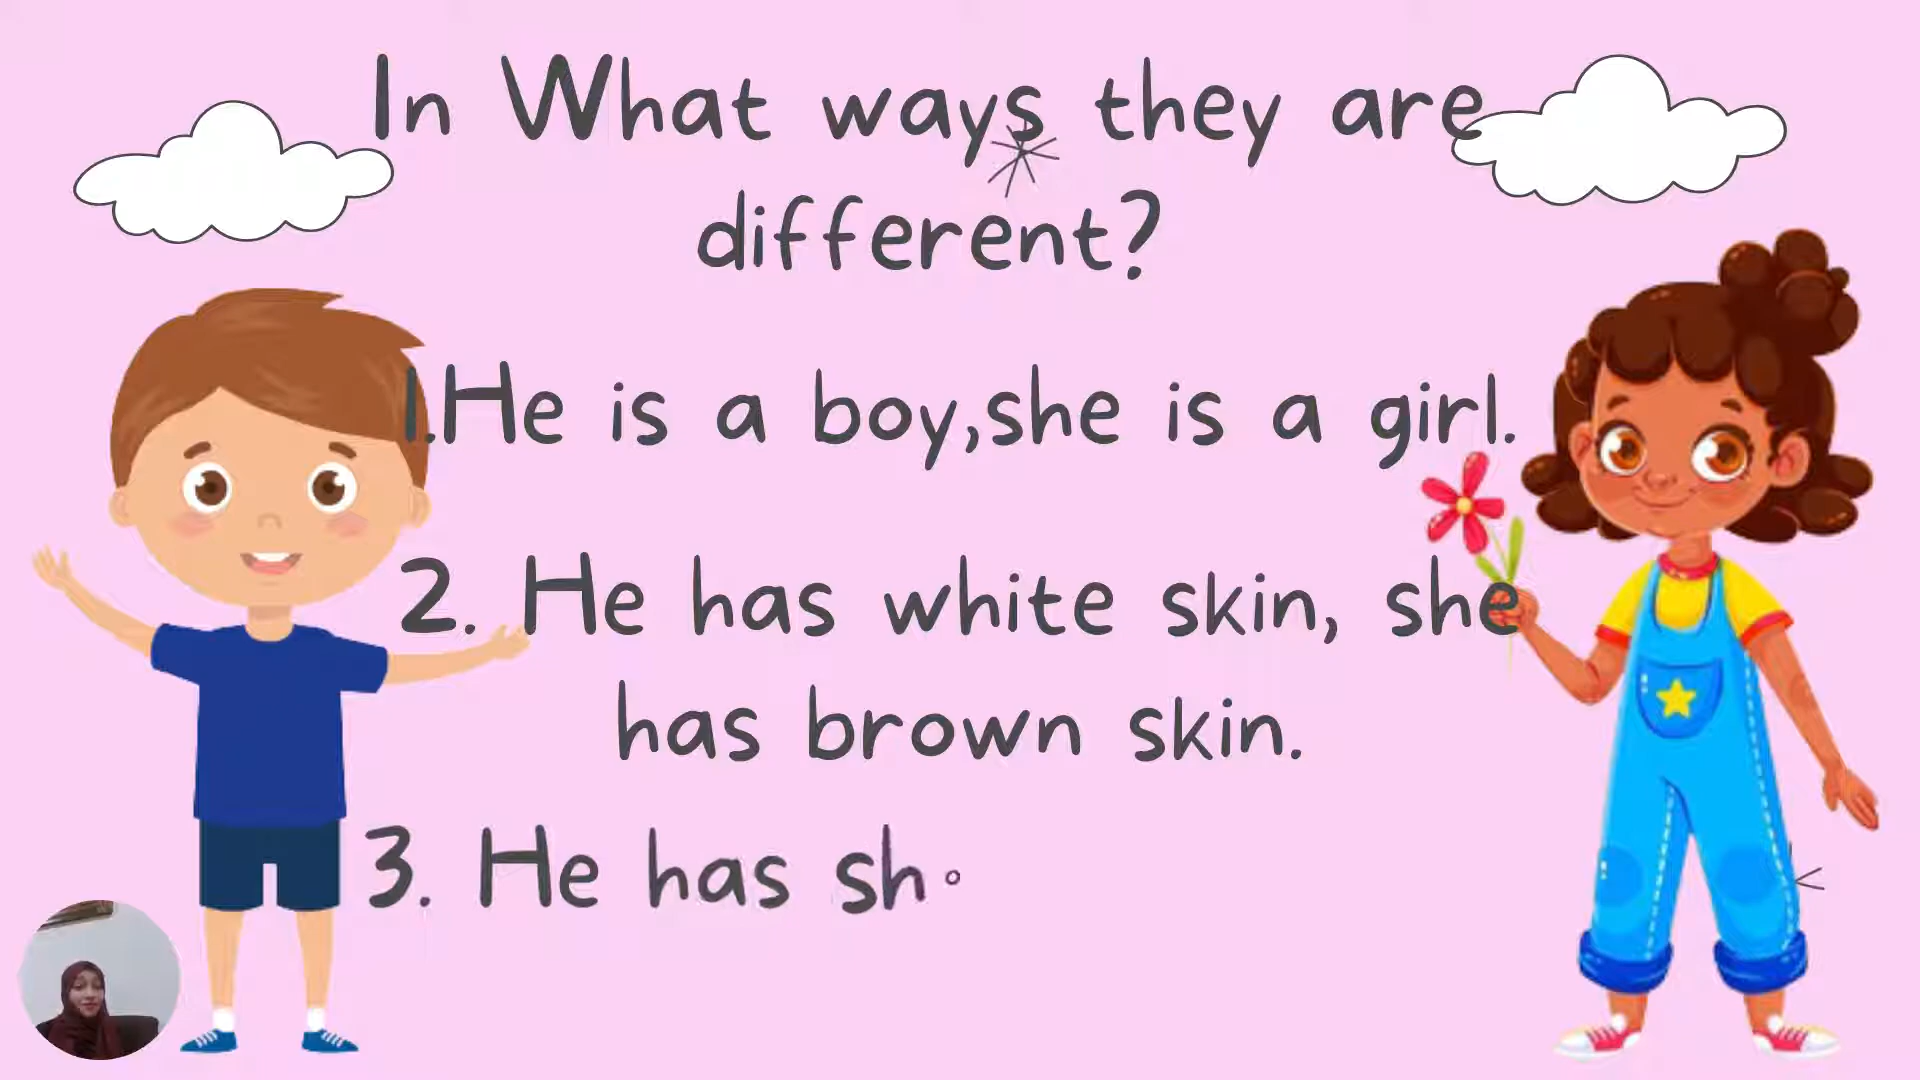 In What ways they are
different?
1.He is a boy,she is a girl.
2. He has white skin, she
has brown skin.
3. He has sh